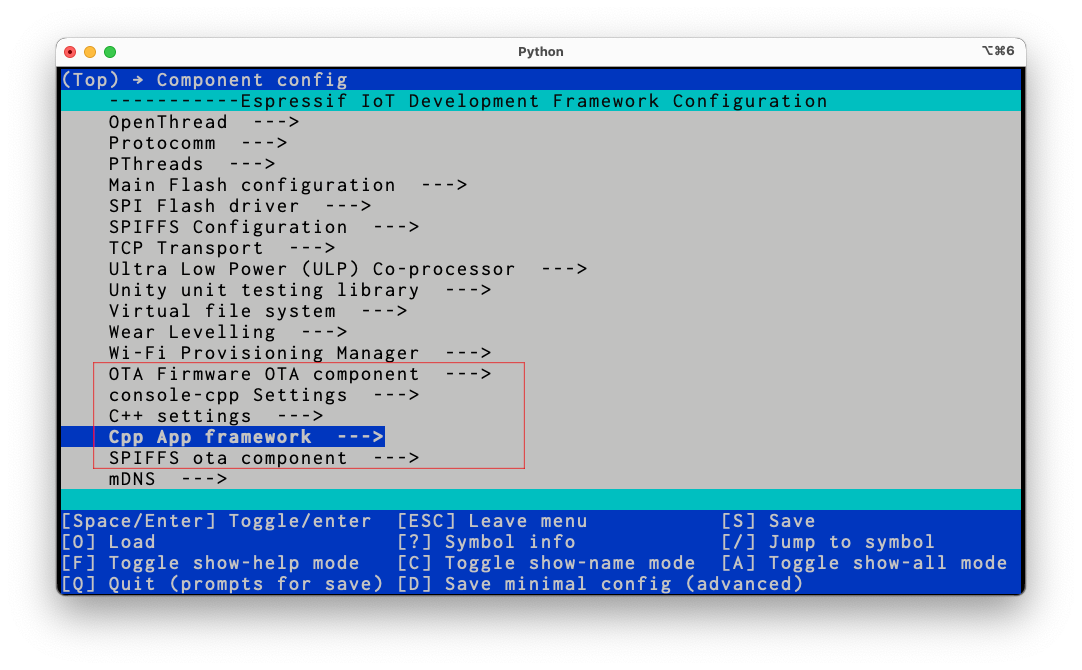 Python
⌥⌘6
(Top) → Component config
-----------Espressif IoT Development Framework Configuration
OpenThread  --->
Protocomm  --->
PThreads  --->
Main Flash configuration  --->
SPI Flash driver  --->
SPIFFS Configuration  --->
TCP Transport  --->
Ultra Low Power (ULP) Co-processor  --->
Unity unit testing library  --->
Virtual file system  --->
Wear Levelling  --->
Wi-Fi Provisioning Manager  --->
OTA Firmware OTA component  --->
console-cpp Settings  --->
C++ settings  --->
Cpp App framework  --->
SPIFFS ota component  --->
mDNS  --->
[Space/Enter] Toggle/enter  [ESC] Leave menu  [S] Save
[O] Load  [?] Symbol info  [/] Jump to symbol
[F] Toggle show-help mode  [C] Toggle show-name mode  [A] Toggle show-all mode
[Q] Quit (prompts for save) [D] Save minimal config (advanced)